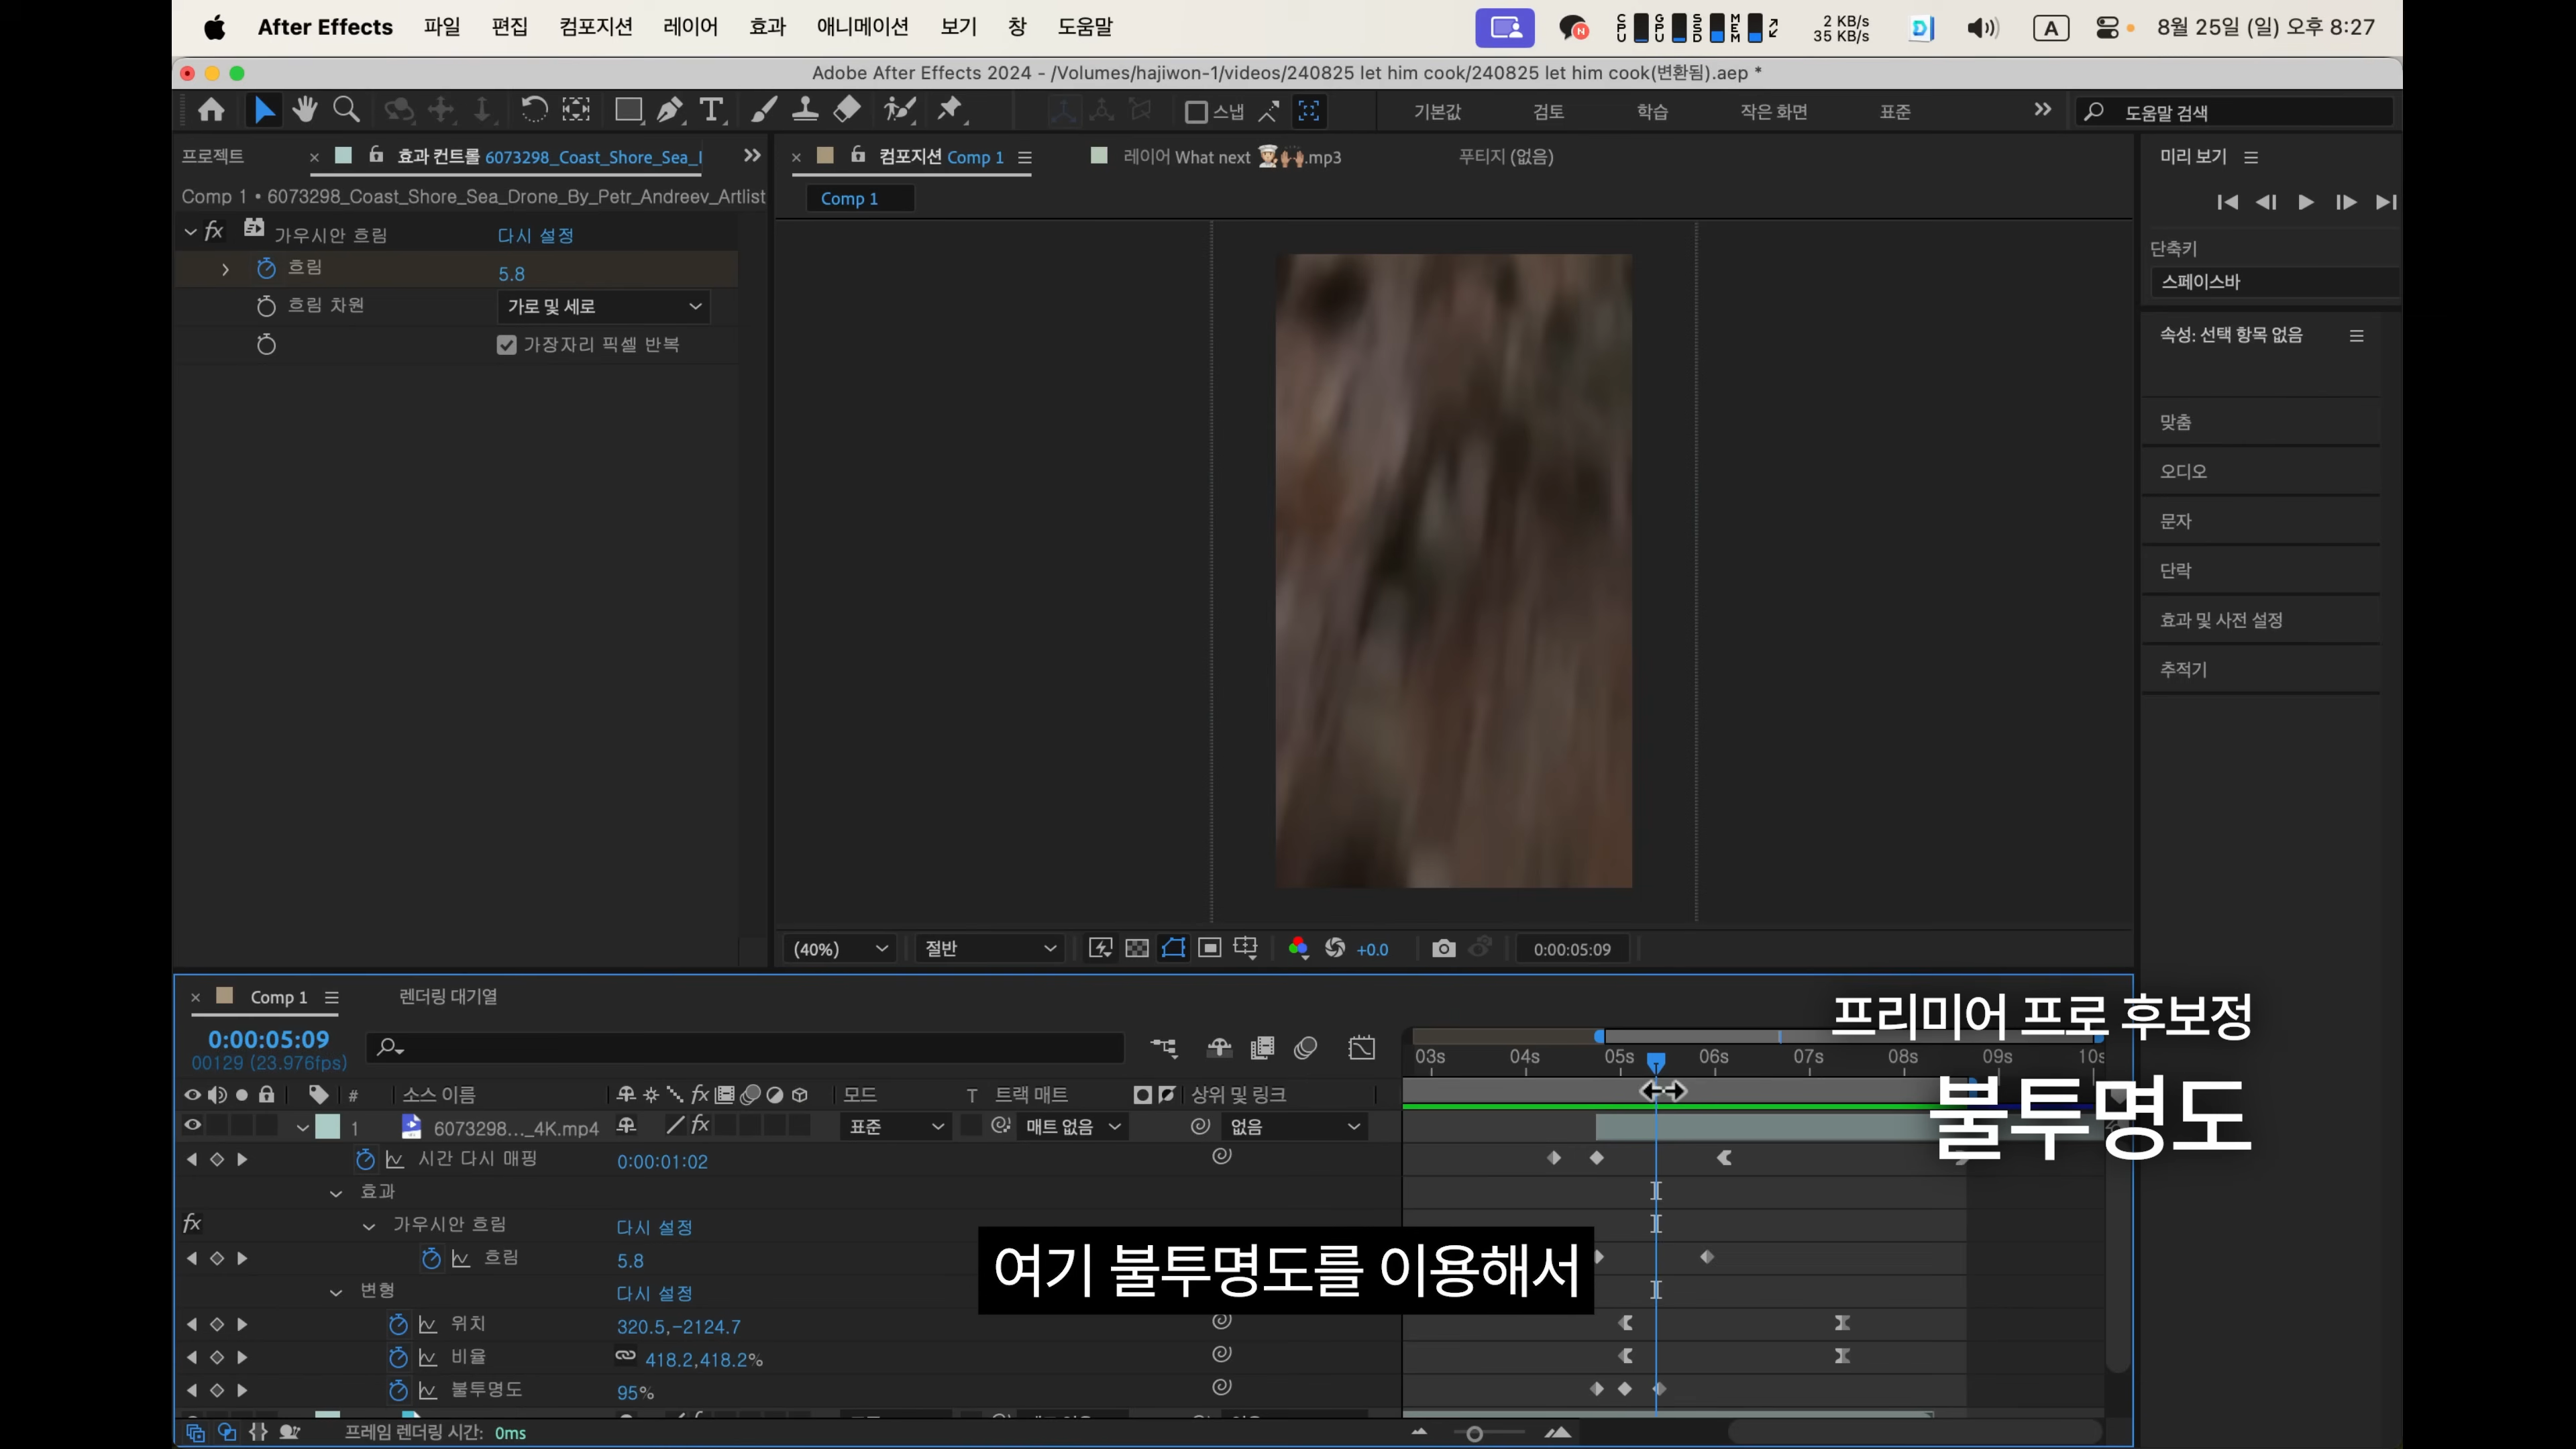 After Effects 파일 편집 컴포지션 레이어 효과 애니메이션 보기 창 도움말 N CPU GPU SSD MEM 2 KB/s 35 KB/s A 8월 25일 (일) 오후 8:27
Adobe After Effects 2024 - /Volumes/hajiwon-1/videos/240825 let him cook/240825 let him cook(변환됨).aep *
스냅 기본값 검토 학습 작은 화면 표준 도움말 검색
프로젝트 효과 컨트롤 6073298_Coast_Shore_Sea_ 컴포지션 Comp 1 레이어 What next 👨🏼‍🍳🙌🏽.mp3 푸티지 (없음) 미리 보기
Comp 1 • 6073298_Coast_Shore_Sea_Drone_By_Petr_Andreev_Artlist
Comp 1
fx 가우시안 흐림 다시 설정
흐림 5.8
흐림 차원 가로 및 세로
가장자리 픽셀 반복
단축키
스페이스바
속성: 선택 항목 없음
맞춤
오디오
문자
단락
효과 및 사전 설정
추적기
(40%) 절반 +0.0 0:00:05:09
Comp 1 렌더링 대기열
프리미어 프로 후보정
불투명도
0:00:05:09
00129 (23.976fps)
03s 04s 05s 06s 07s 08s 09s 10s
# 소스 이름 fx 모드 T 트랙 매트 상위 및 링크
1 6073298..._4K.mp4 fx 표준 매트 없음 없음
시간 다시 매핑 0:00:01:02
효과
fx 가우시안 흐림 다시 설정
흐림 5.8
여기 불투명도를 이용해서
변형 다시 설정
위치 320.5,-2124.7
비율 418.2,418.2%
불투명도 95%
프레임 렌더링 시간: 0ms